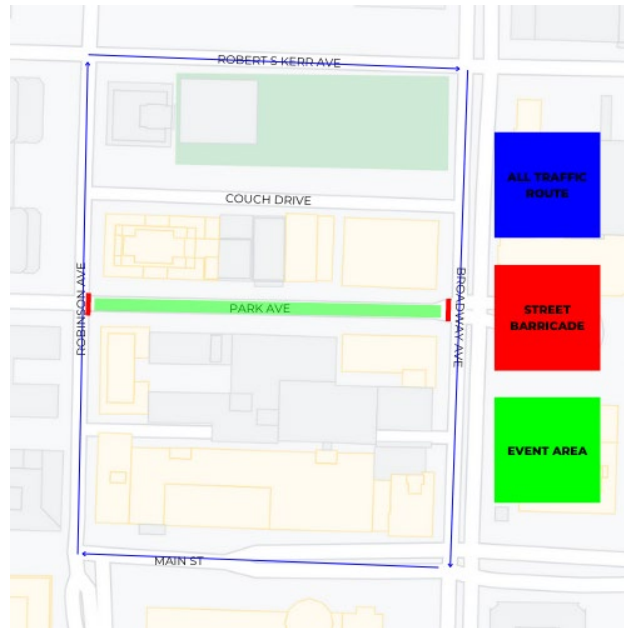 ROBERT S KERR AVE
ALL TRAFFIC
ROUTE
COUCH DRIVE
ROBINSON AVE
BROADWAY AVE
PARK AVE
STREET
BARRICADE
EVENT AREA
MAIN ST